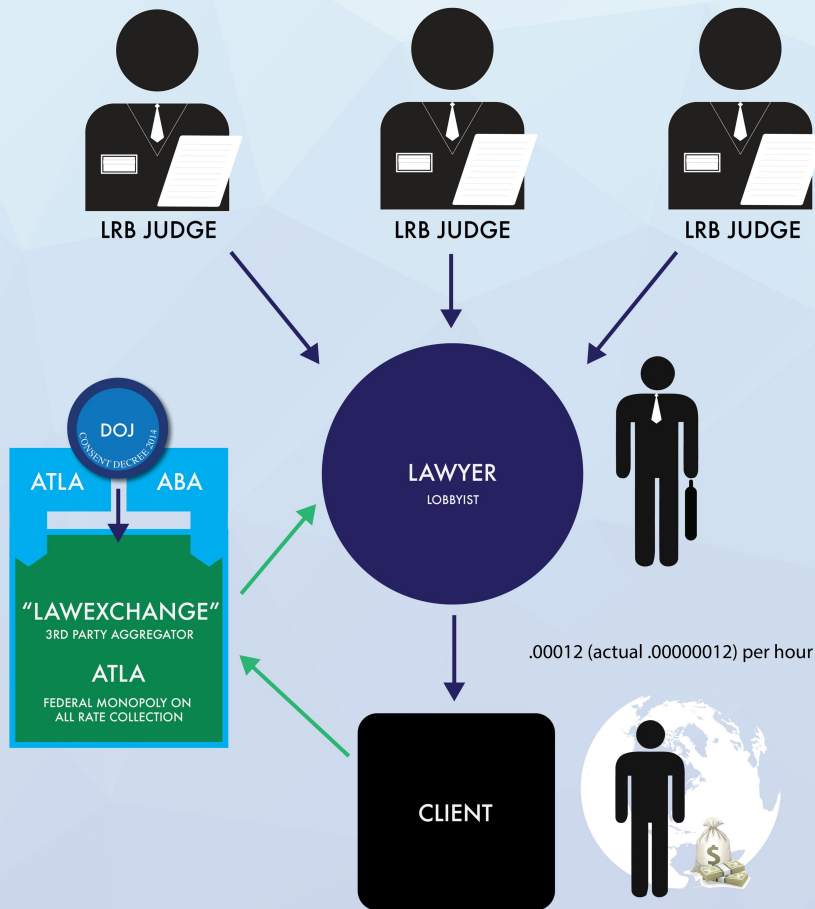 LRB JUDGE
LRB JUDGE
LRB JUDGE
DOJ
CONSENT DECREE 2014
ATLA
ABA
LAWYER
LOBBYIST
"LAWEXCHANGE"
3RD PARTY AGGREGATOR
ATLA
FEDERAL MONOPOLY ON
ALL RATE COLLECTION
.00012 (actual .00000012) per hour
CLIENT
$